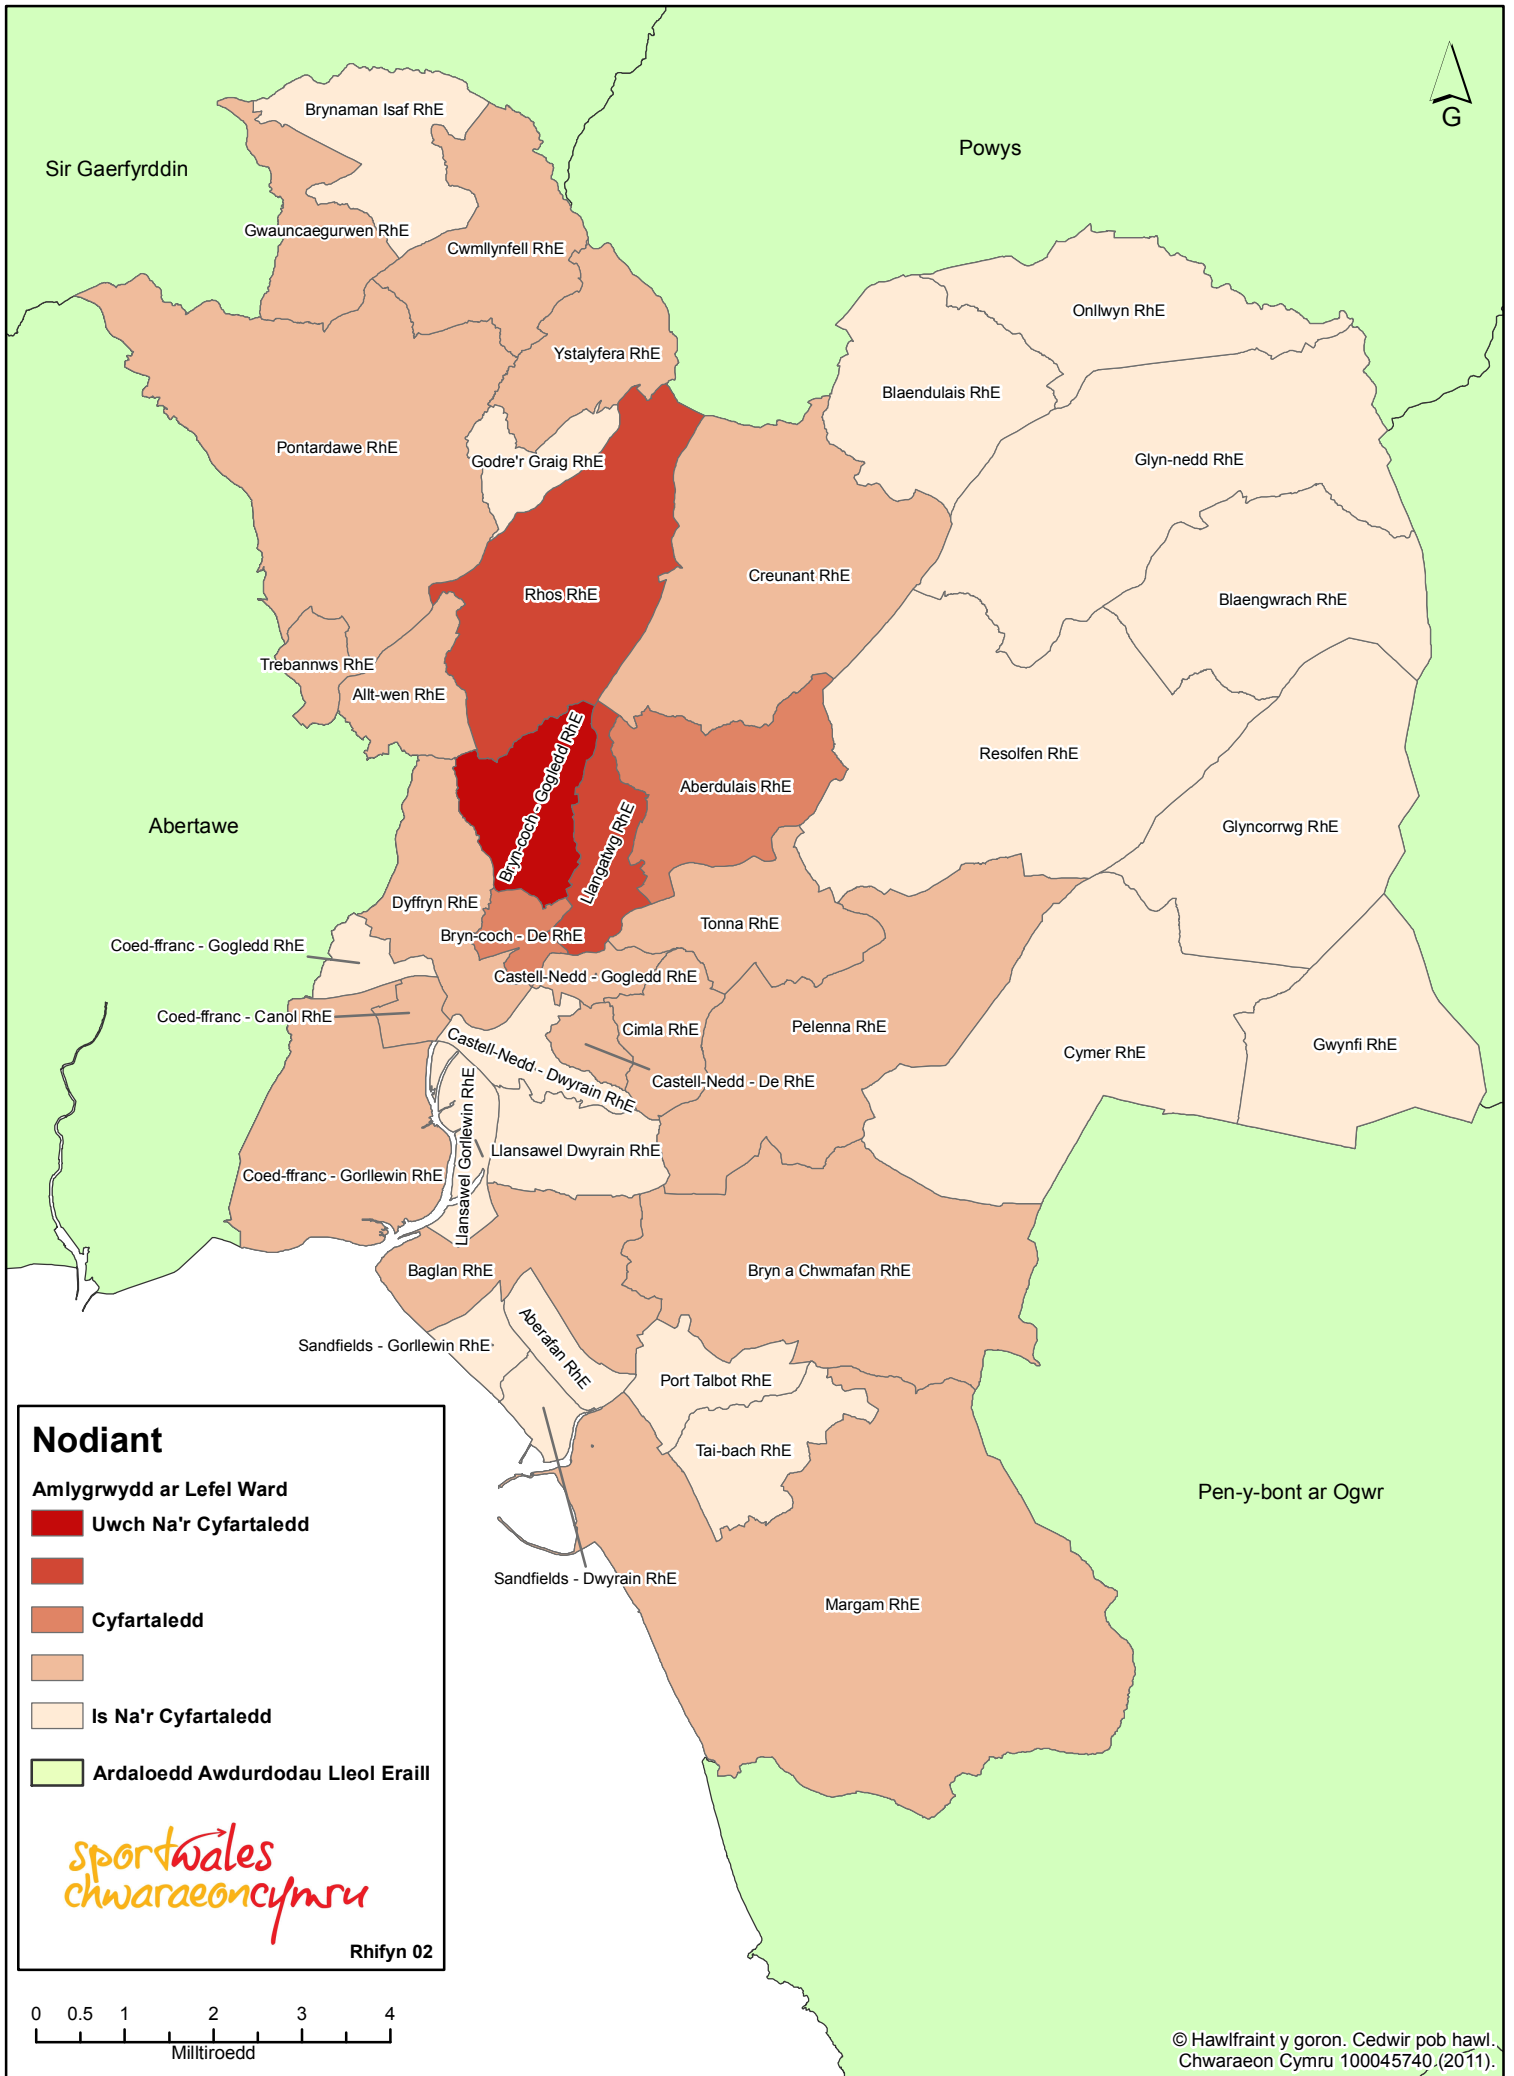 Brynaman Isaf RhE
G
Powys
Sir Gaerfyrddin
Gwauncaegurwen RhE
Cwmllynfell RhE
Onllwyn RhE
Ystalyfera RhE
Blaendulais RhE
Pontardawe RhE
Godre'r Graig RhE
Glyn-nedd RhE
Creunant RhE
Rhos RhE
Blaengwrach RhE
Trebannws RhE
Allt-wen RhE
Resolfen RhE
Bryn-coch - Gogledd RhE
Aberdulais RhE
Abertawe
Glyncorrwg RhE
Llangatwg RhE
Dyffryn RhE
Tonna RhE
Bryn-coch - De RhE
Coed-ffranc - Gogledd RhE
Castell-Nedd - Gogledd RhE
Coed-ffranc - Canol RhE
Cimla RhE
Pelenna RhE
Gwynfi RhE
Cymer RhE
Castell-Nedd - Dwyrain RhE
Castell-Nedd - De RhE
Llansawel Gorllewin RhE
Llansawel Dwyrain RhE
Coed-ffranc - Gorllewin RhE
Baglan RhE
Bryn a Chwmafan RhE
Sandfields - Gorllewin RhE
Aberafan RhE
Port Talbot RhE
Tai-bach RhE
Pen-y-bont ar Ogwr
Sandfields - Dwyrain RhE
Margam RhE
Nodiant
Amlygrwydd ar Lefel Ward
Uwch Na'r Cyfartaledd
Cyfartaledd
Is Na'r Cyfartaledd
Ardaloedd Awdurdodau Lleol Eraill
sportwales
chwaraeoncymru
Rhifyn 02
0 0.5 1 2 3 4
Milltiroedd
© Hawlfraint y goron. Cedwir pob hawl.
Chwaraeon Cymru 100045740 (2011).